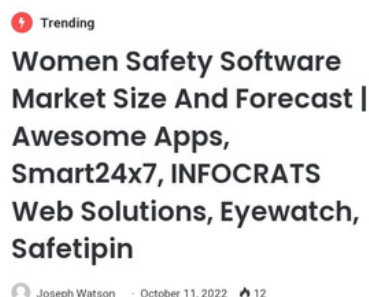 Trending
Women Safety Software
Market Size And Forecast |
Awesome Apps,
Smart24x7, INFOCRATS
Web Solutions, Eyewatch,
Safetipin
Joseph Watson · October 11, 2022 12